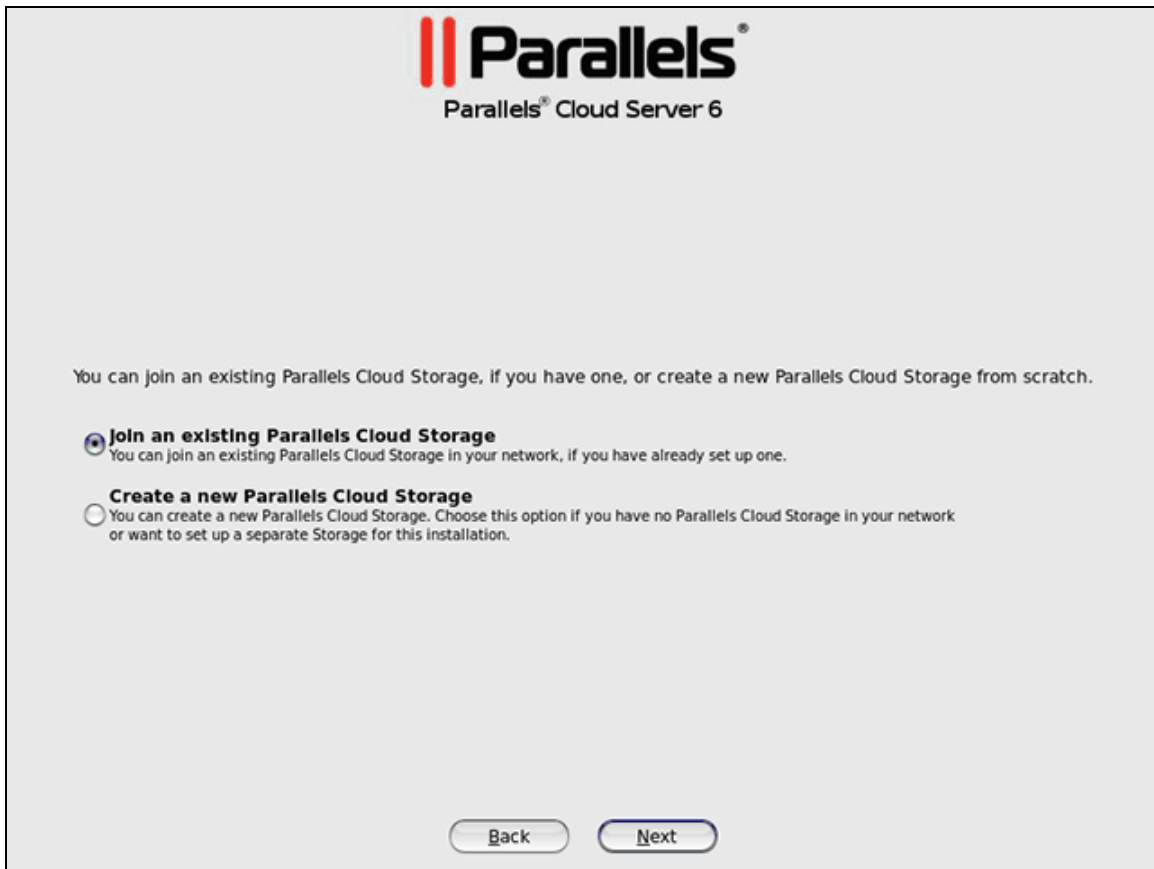 Parallels®
Parallels® Cloud Server 6
You can join an existing Parallels Cloud Storage, if you have one, or create a new Parallels Cloud Storage from scratch.
Join an existing Parallels Cloud Storage
You can join an existing Parallels Cloud Storage in your network, if you have already set up one.
Create a new Parallels Cloud Storage
You can create a new Parallels Cloud Storage. Choose this option if you have no Parallels Cloud Storage in your network
or want to set up a separate Storage for this installation.
Back Next